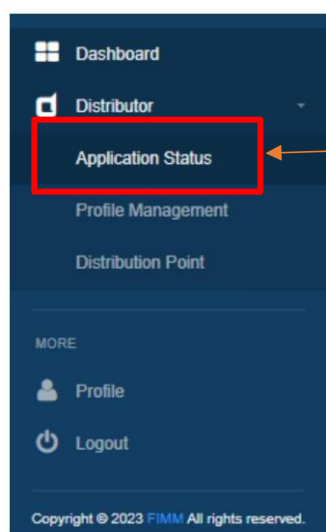 Dashboard
Distributor
Application Status
Profile Management
Distribution Point
MORE
Profile
Logout
Copyright © 2023 FIMM All rights reserved.